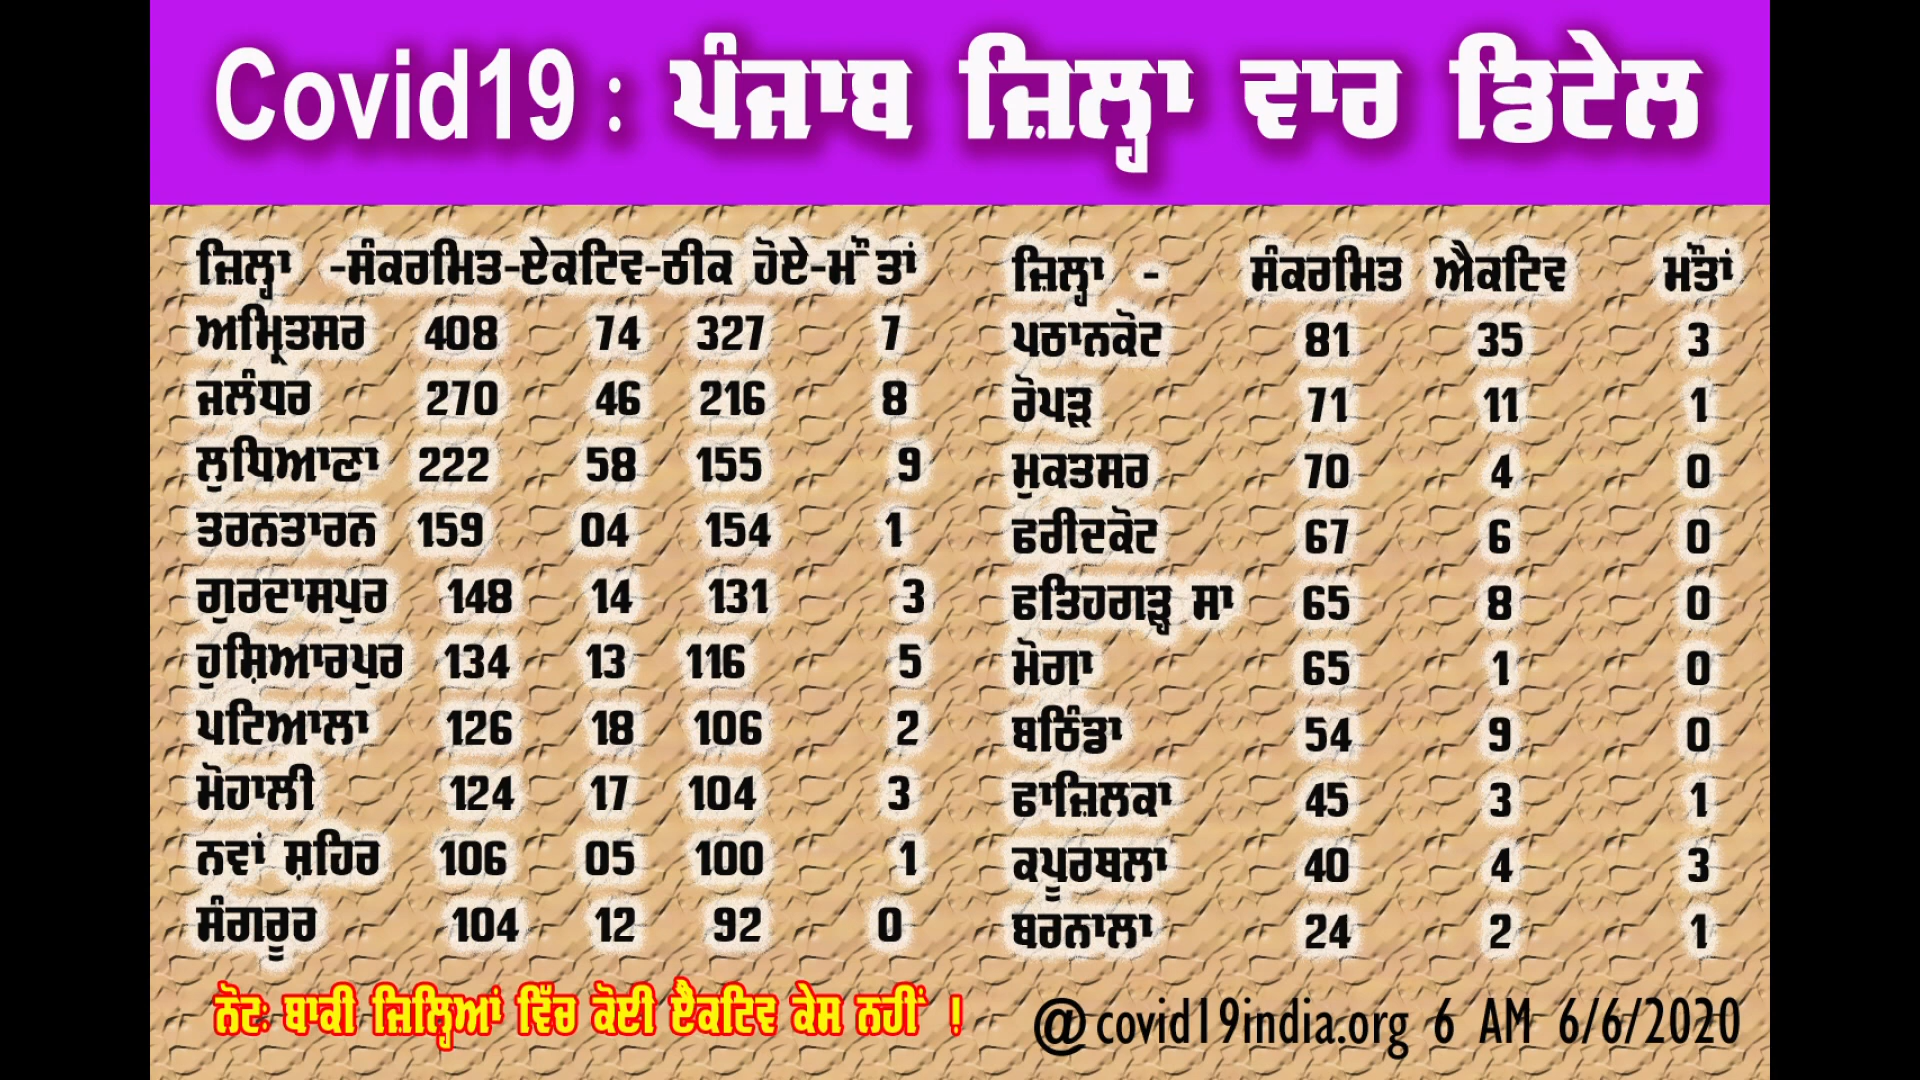 Covid19 : ਪੰਜਾਬ ਜ਼ਿਲ੍ਹਾ ਵਾਰ ਡਿਟੇਲ
ਜ਼ਿਲ੍ਹਾ -ਸੰਕਰਮਿਤ-ਏਕਟਿਵ-ਠੀਕ ਹੋਏ-ਮੌਤਾਂ
ਅਮ੍ਰਿਤਸਰ 408 74 327 7
ਜਲੰਧਰ 270 46 216 8
ਲੁਧਿਆਣਾ 222 58 155 9
ਤਰਨਤਾਰਨ 159 04 154 1
ਗੁਰਦਾਸਪੁਰ 148 14 131 3
ਹੁਸ਼ਿਆਰਪੁਰ 134 13 116 5
ਪਟਿਆਲਾ 126 18 106 2
ਮੋਹਾਲੀ 124 17 104 3
ਨਵਾਂ ਸ਼ਹਿਰ 106 05 100 1
ਸੰਗਰੂਰ 104 12 92 0
ਨੋਟ: ਬਾਕੀ ਜ਼ਿਲ੍ਹਿਆਂ ਵਿੱਚ ਕੋਈ ਏੈਕਟਿਵ ਕੇਸ ਨਹੀਂ !
ਜ਼ਿਲ੍ਹਾ - ਸੰਕਰਮਿਤ ਐਕਟਿਵ ਮੌਤਾਂ
ਪਠਾਨਕੋਟ 81 35 3
ਰੋਪੜ 71 11 1
ਮੁਕਤਸਰ 70 4 0
ਫਰੀਦਕੋਟ 67 6 0
ਫਤਿਹਗੜ੍ਹ ਸਾ 65 8 0
ਮੋਗਾ 65 1 0
ਬਠਿੰਡਾ 54 9 0
ਫਾਜ਼ਿਲਕਾ 45 3 1
ਕਪੂਰਥਲਾ 40 4 3
ਬਰਨਾਲਾ 24 2 1
@covid19india.org 6 AM 6/6/2020